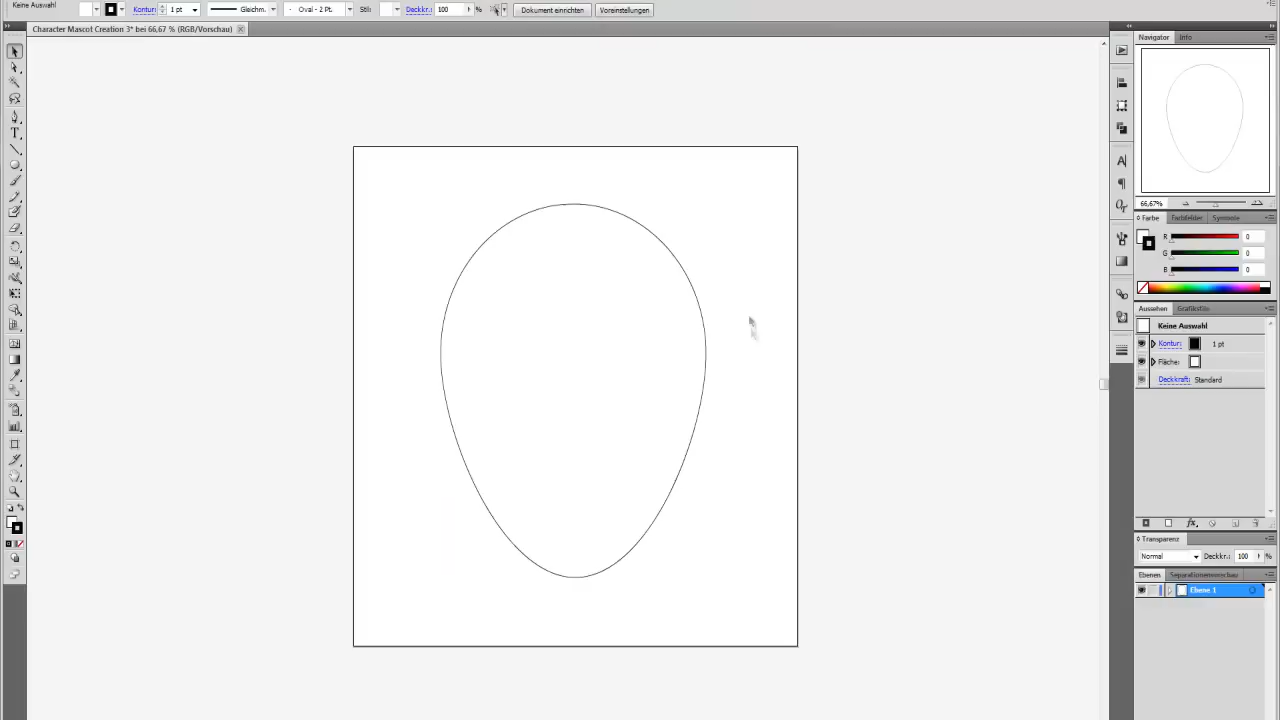 Keine Auswahl Kontur: 1 pt Gleichm. Oval - 2 Pt. Stil: Deckkr.: 100 % Dokument einrichten Voreinstellungen
Character Mascot Creation 3* bei 66,67 % (RGB/Vorschau)
Navigator Info
66,67%
Farbe Farbfelder Symbole
R 0
G 0
B 0
Aussehen Grafikstile
Keine Auswahl
Kontur: 1 pt
Fläche:
Deckkraft: Standard
fx
Transparenz
Normal Deckkr.: 100 %
Ebenen Separationenvorschau
Ebene 1